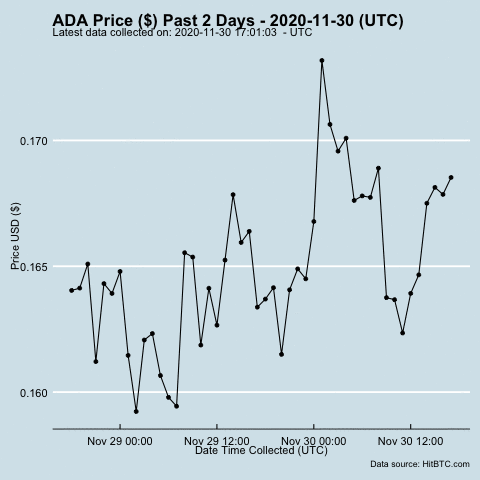 ADA Price ($) Past 2 Days - 2020-11-30 (UTC)
Latest data collected on: 2020-11-30 17:01:03  - UTC
Price USD ($)
0.170
0.165
0.160
Nov 29 00:00
Nov 29 12:00
Nov 30 00:00
Nov 30 12:00
Date Time Collected (UTC)
Data source: HitBTC.com